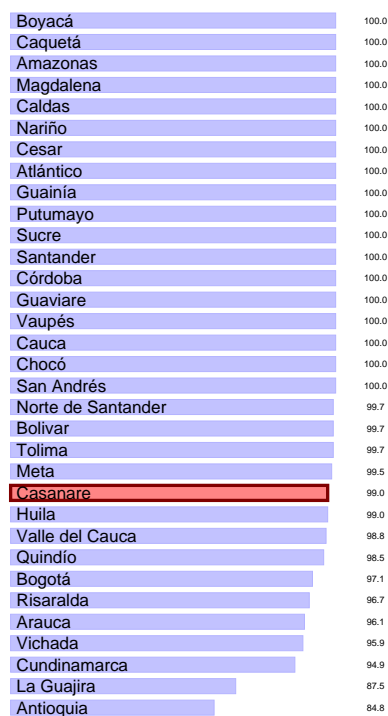 Boyacá 100.0
Caquetá 100.0
Amazonas 100.0
Magdalena 100.0
Caldas 100.0
Nariño 100.0
Cesar 100.0
Atlántico 100.0
Guainía 100.0
Putumayo 100.0
Sucre 100.0
Santander 100.0
Córdoba 100.0
Guaviare 100.0
Vaupés 100.0
Cauca 100.0
Chocó 100.0
San Andrés 100.0
Norte de Santander 99.7
Bolivar 99.7
Tolima 99.7
Meta 99.5
Casanare 99.0
Huila 99.0
Valle del Cauca 98.8
Quindío 98.5
Bogotá 97.1
Risaralda 96.7
Arauca 96.1
Vichada 95.9
Cundinamarca 94.9
La Guajira 87.5
Antioquia 84.8